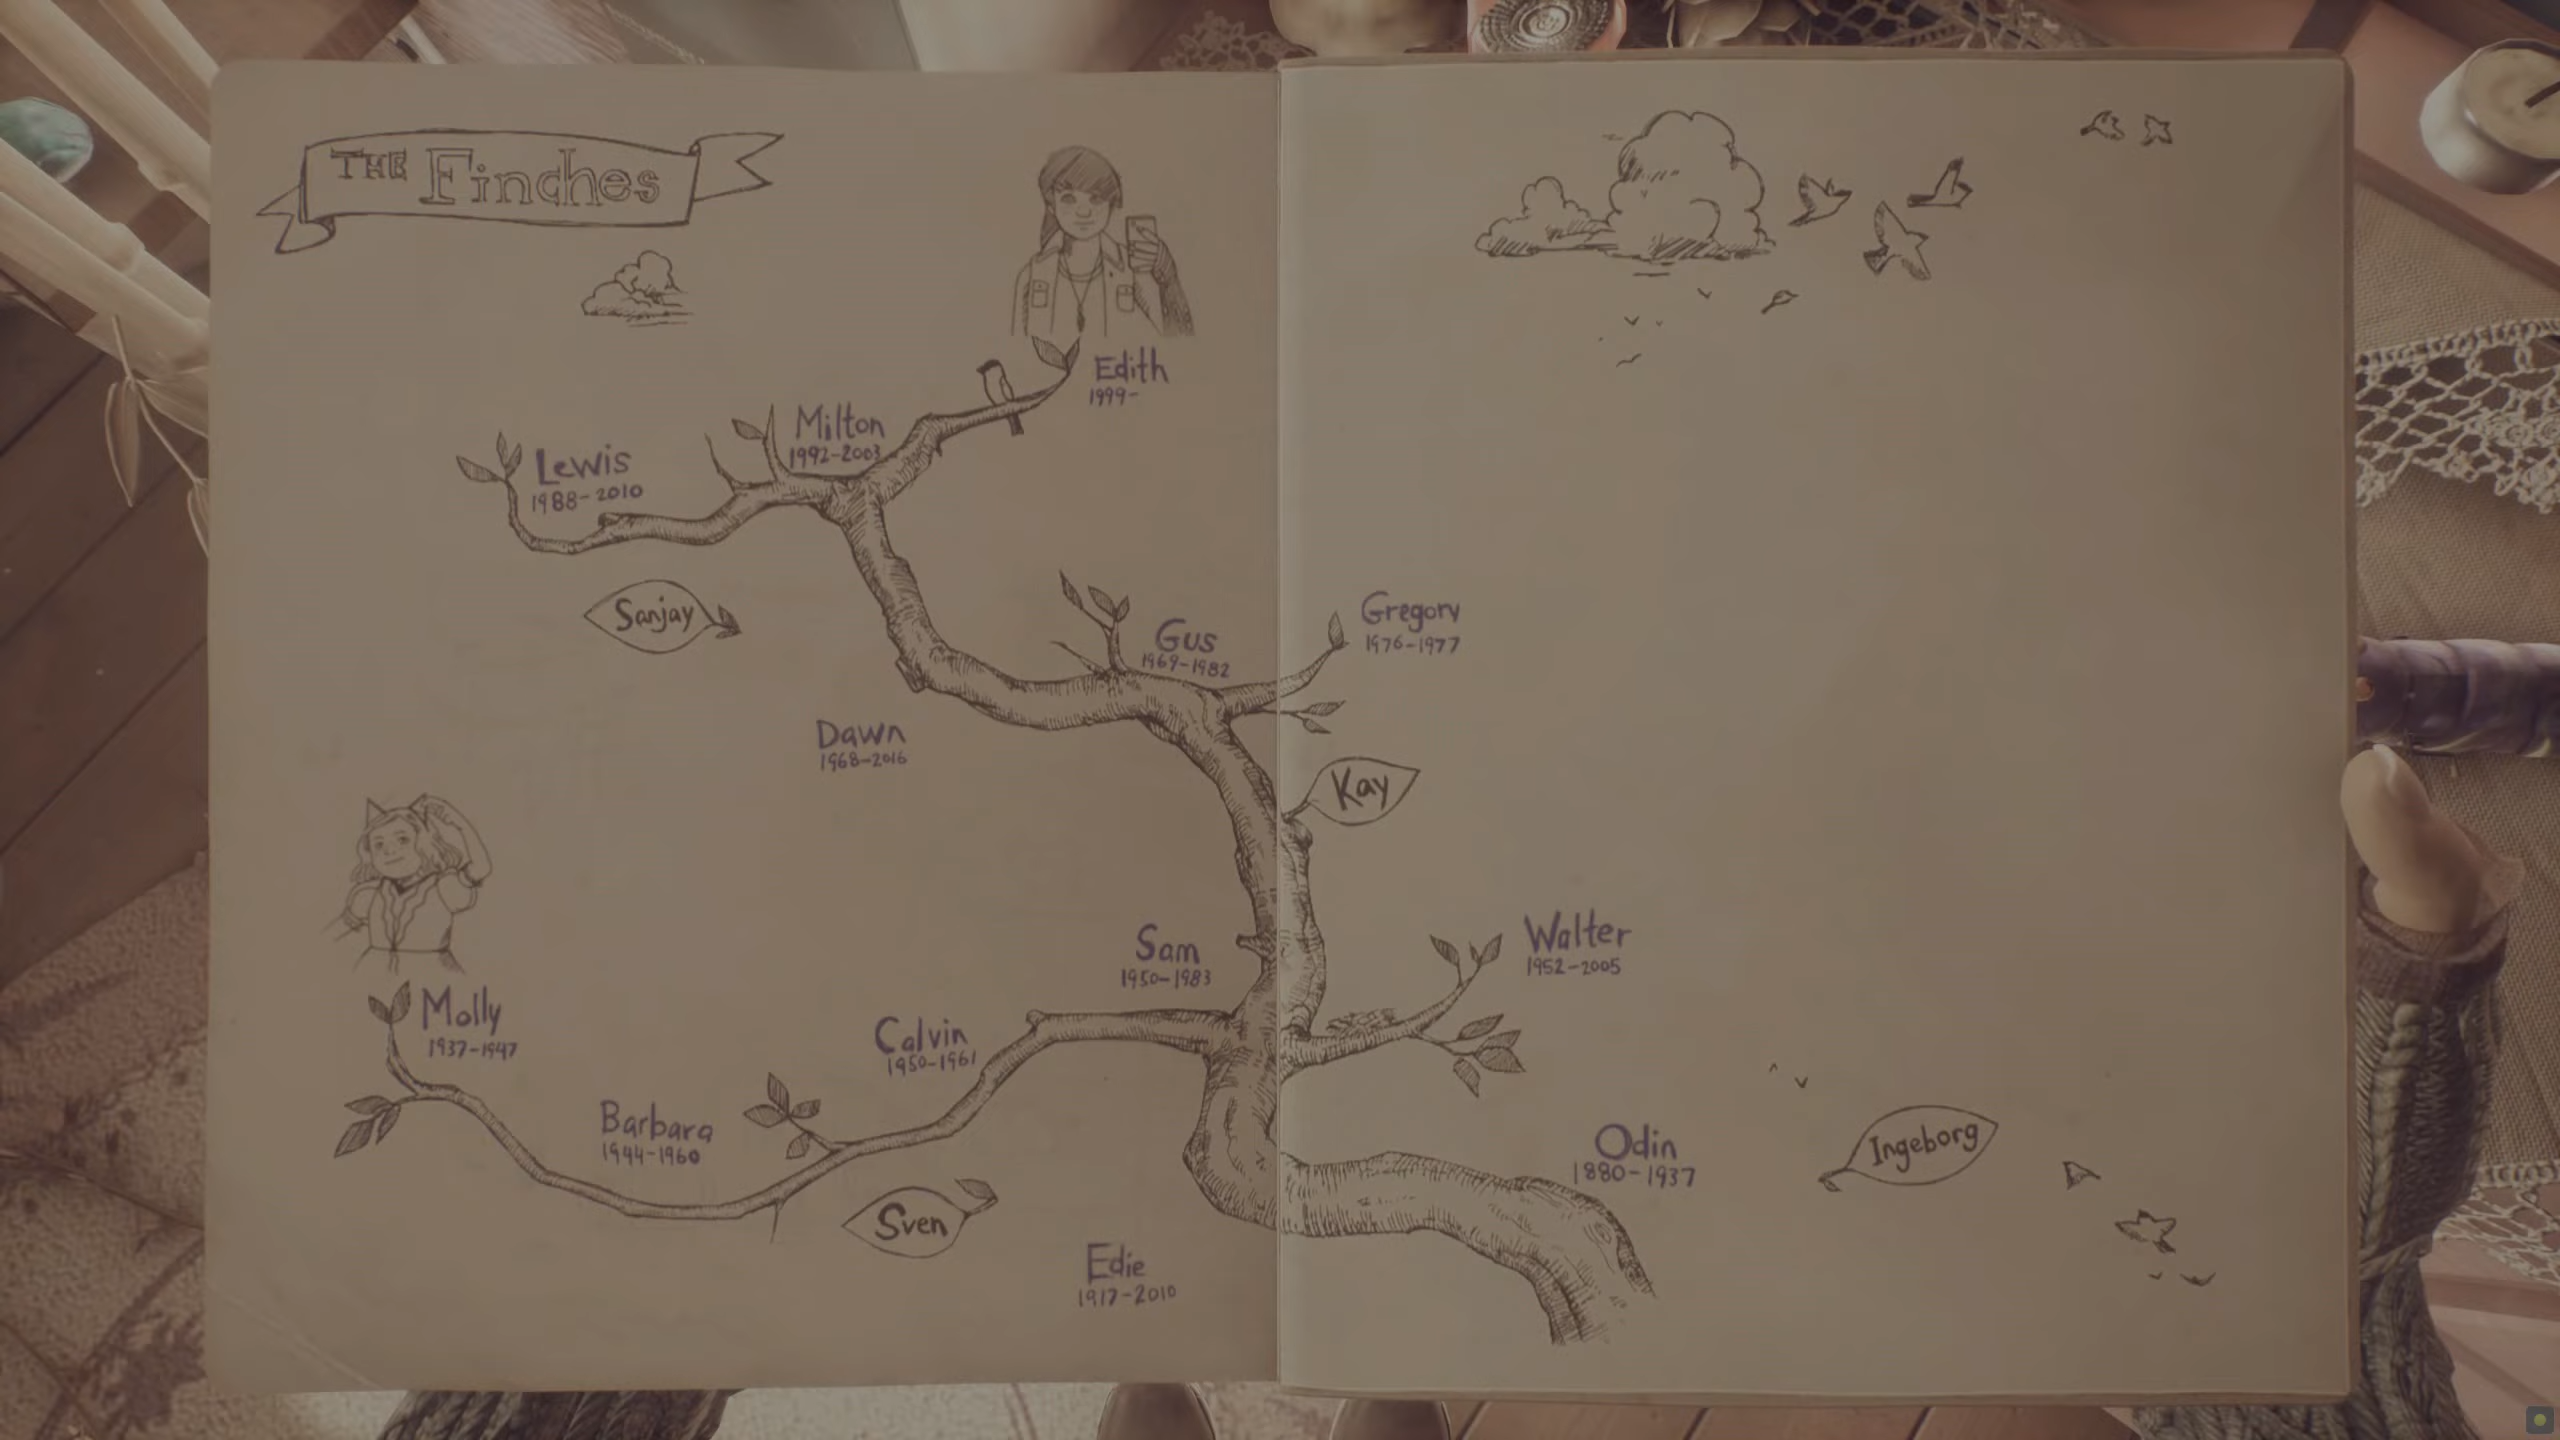 THE Finches
Edith
1999-
Milton
1992-2003
Lewis
1988-2010
Sanjay
Gus
1969-1982
Gregory
1976-1977
Dawn
1968-2016
Kay
Sam
1950-1983
Walter
1952-2005
Molly
1937-1947
Calvin
1950-1961
Barbara
1944-1960
Sven
Odin
1880-1937
Ingeborg
Edie
1917-2010